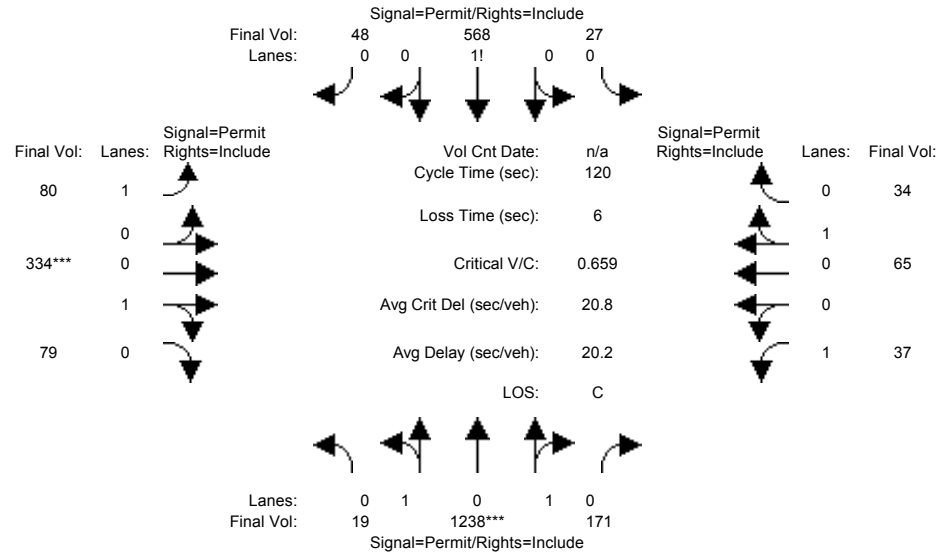 Signal=Permit/Rights=Include
Final Vol: 48 568 27
Lanes: 0 0 1! 0 0
Signal=Permit Signal=Permit
Final Vol: Lanes: Rights=Include Vol Cnt Date: n/a Rights=Include Lanes: Final Vol:
Cycle Time (sec): 120
80 1 0 34
Loss Time (sec): 6
0 1
334*** 0 Critical V/C: 0.659 0 65
1 Avg Crit Del (sec/veh): 20.8 0
79 0 Avg Delay (sec/veh): 20.2 1 37
LOS: C
Lanes: 0 1 0 1 0
Final Vol: 19 1238*** 171
Signal=Permit/Rights=Include